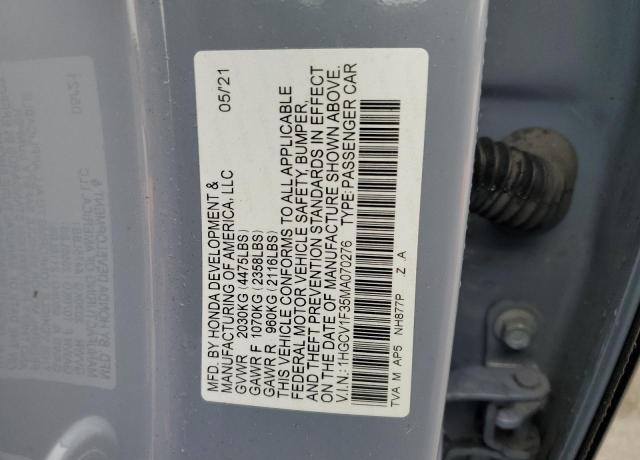 MFD. BY HONDA DEVELOPMENT & 05/'21
MANUFACTURING OF AMERICA, LLC
GVWR 2030KG (4475LBS)
GAWR F 1070KG (2358LBS)
GAWR R 960KG (2116LBS)
THIS VEHICLE CONFORMS TO ALL APPLICABLE
FEDERAL MOTOR VEHICLE SAFETY, BUMPER,
AND THEFT PREVENTION STANDARDS IN EFFECT
ON THE DATE OF MANUFACTURE SHOWN ABOVE.
V.I.N.: 1HGCV1F35MA070276 TYPE: PASSENGER CAR
TVA M AP5 NH877P Z .A